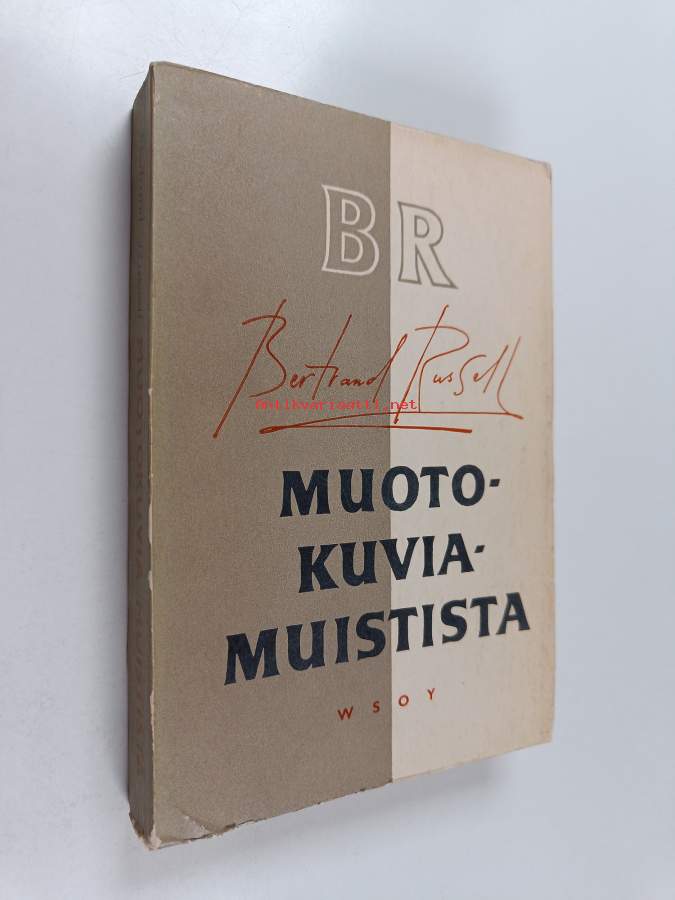 BR
Bertrand Russell
Antikvariaatti.net
MUOTO-
KUVIA-
MUISTISTA
WSOY